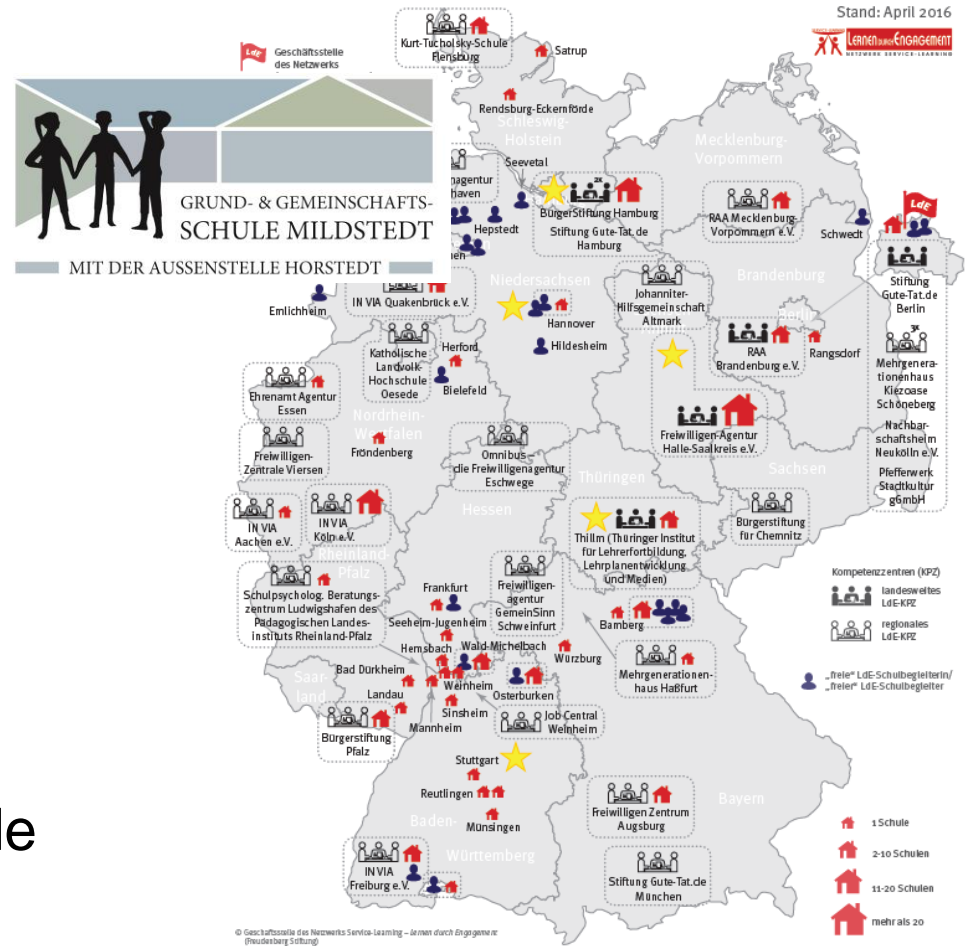 Stand: April 2016
LERNEN DURCH ENGAGEMENT
NETZWERK SERVICE-LEARNING
LdE
Geschäftsstelle
des Netzwerks
GRUND- & GEMEINSCHAFTS-
SCHULE MILDSTEDT
MIT DER AUSSENSTELLE HORSTEDT
Kurt-Tucholsky-Schule
Flensburg
Satrup
Rendsburg-Eckernförde
Schleswig-
Holstein
Mecklenburg-
Vorpommern
Seevetal
nagentur
haven
Hepstedt
2X
BürgerStiftung Hamburg
Stiftung Gute-Tat.de
Hamburg
RAA Mecklenburg-
Vorpommern e.V.
Schwedt
LdE
Stiftung
Gute-Tat.de
Berlin
3X
Mehrgenera-
tionenhaus
Kiezoase
Schöneberg
Nachbar-
schaftsheim
Neukölln e.V.
Pfefferwerk
Stadtkultur
gGmbH
Niedersachsen
Brandenburg
Berlin
Emlichheim
IN VIA Quakenbrück e.V.
Hannover
Hildesheim
Johanniter-
Hilfsgemeinschaft
Altmark
RAA
Brandenburg e.V.
Rangsdorf
Katholische
Landvolk-
Hochschule
Oesede
Herford
Bielefeld
Ehrenamt Agentur
Essen
Nordrhein-
Westfalen
Fröndenberg
Freiwilligen-
Zentrale Viersen
Omnibus –
die Freiwilligenagentur
Eschwege
Freiwilligen-Agentur
Halle-Saalkreis e.V.
Sachsen
Thüringen
Hessen
IN VIA
Aachen e.V.
IN VIA
Köln e.V.
Rheinland-
Pfalz
Thillm (Thüringer Institut
für Lehrerfortbildung,
Lehrplanentwicklung
und Medien)
Bürgerstiftung
für Chemnitz
Schulpsycholog. Beratungs-
zentrum Ludwigshafen des
Pädagogischen Landes-
instituts Rheinland-Pfalz
Frankfurt
Seeheim-Jugenheim
Freiwilligen-
agentur
GemeinSinn
Schweinfurt
Bamberg
Hemsbach
Wald-Michelbach
Würzburg
Mehrgenerationen-
haus Haßfurt
Saar-
land
Bad Dürkheim
Landau
Weinheim
Osterburken
Sinsheim
Mannheim
Bürgerstiftung
Pfalz
Job Central
Weinheim
Stuttgart
Reutlingen
Münsingen
Baden-
Württemberg
Bayern
Freiwilligen Zentrum
Augsburg
IN VIA
Freiburg e.V.
Stiftung Gute-Tat.de
München
Kompetenzzentren (KPZ)
landesweites
LdE-KPZ
regionales
LdE-KPZ
„freie“ LdE-Schulbegleiterin/
„freier“ LdE-Schulbegleiter
1 Schule
2-10 Schulen
11-20 Schulen
mehr als 20
le
© Geschäftsstelle des Netzwerks Service-Learning – Lernen durch Engagement
(Freudenberg Stiftung)